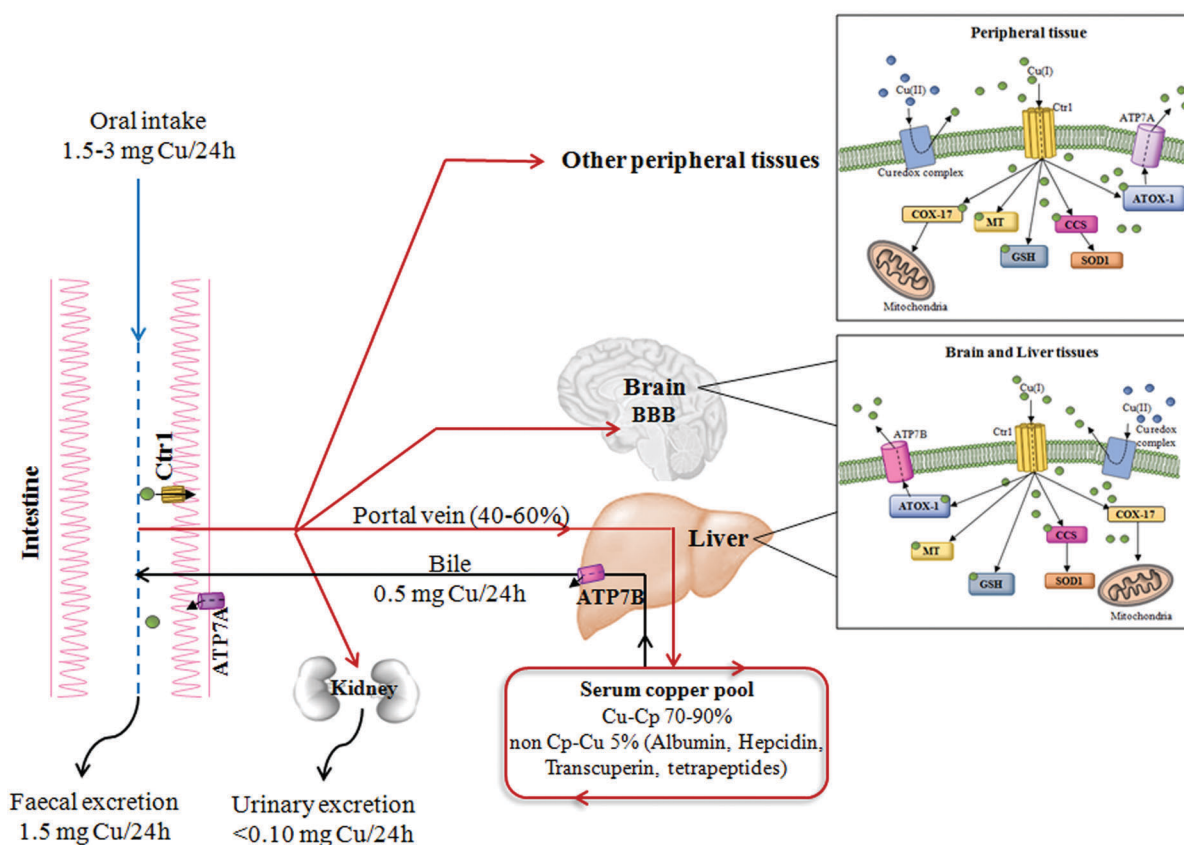 Oral intake
1.5-3 mg Cu/24h
Intestine
Ctr1
ATP7A
Faecal excretion
1.5 mg Cu/24h
Kidney
Urinary excretion
<0.10 mg Cu/24h
Portal vein (40-60%)
Bile
0.5 mg Cu/24h
Other peripheral tissues
Brain
BBB
Liver
ATP7B
Serum copper pool
Cu-Cp 70-90%
non Cp-Cu 5% (Albumin, Hepcidin,
Transcuperin, tetrapeptides)
Peripheral tissue
Cu(II)
Cu(I)
Ctr1
ATP7A
Cu redox complex
COX-17
MT
GSH
CCS
SOD1
ATOX-1
Mitochondria
Brain and Liver tissues
Cu(I)
Cu(II)
Cu redox
complex
ATP7B
Ctr1
ATOX-1
MT
GSH
CCS
SOD1
COX-17
Mitochondria